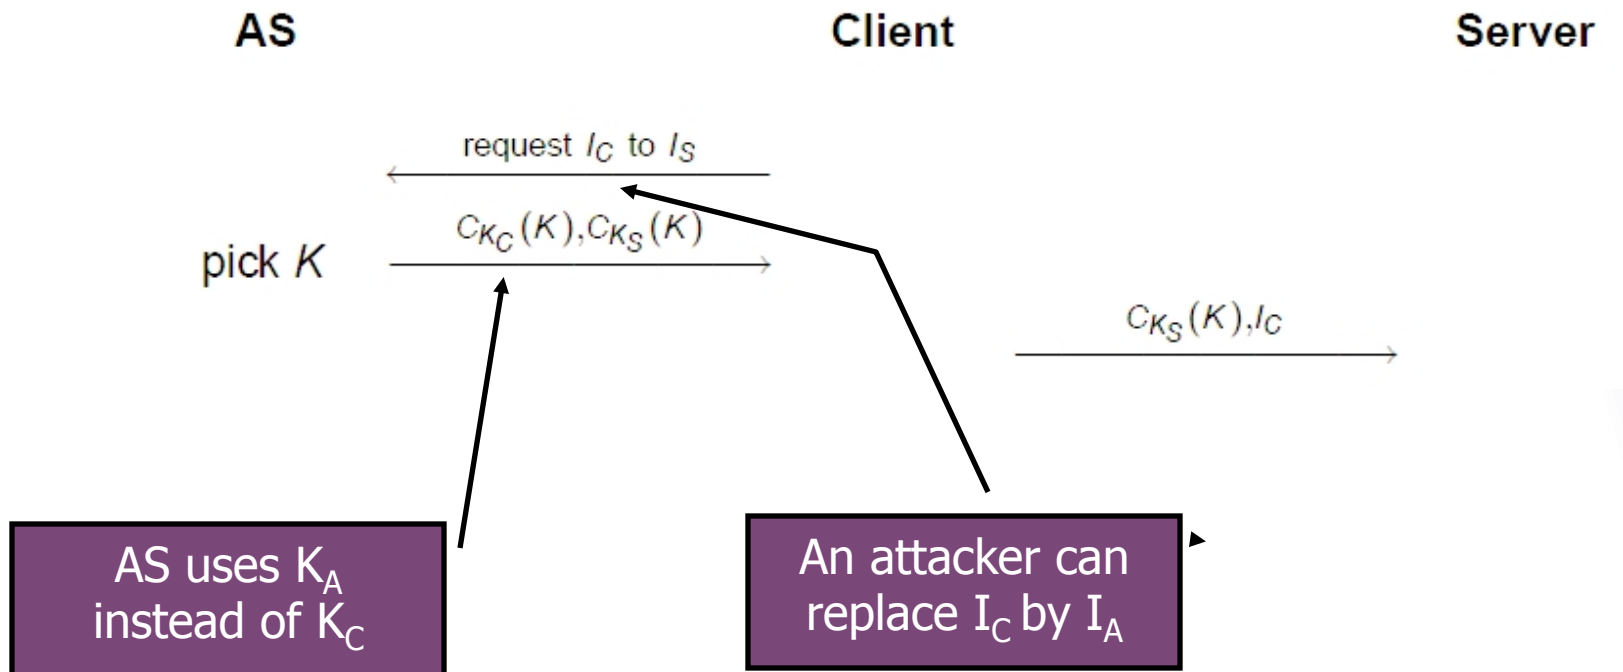 AS Client Server
request I_C to I_S
pick K
C_{K_C}(K),C_{K_S}(K)
C_{K_S}(K),I_C
AS uses K_A
instead of K_C
An attacker can
replace I_C by I_A